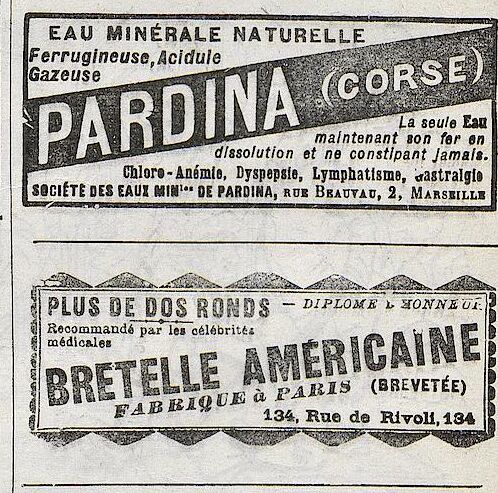 EAU MINÉRALE NATURELLE
Ferrugineuse, Acidule
Gazeuse
PARDINA (CORSE)
La seule Eau
maintenant son fer en
dissolution et ne constipant jamais.
Chloro-Anémie, Dyspepsie, Lymphatisme, Gastralgie
SOCIÉTÉ DES EAUX MINles DE PARDINA, RUE BEAUVAU, 2, MARSEILLE
PLUS DE DOS RONDS – DIPLOME D HONNEUR
Recommandé par les célébrités
médicales
BRETELLE AMÉRICAINE
FABRIQUE à PARIS (BREVETÉE)
134, Rue de Rivoli, 134